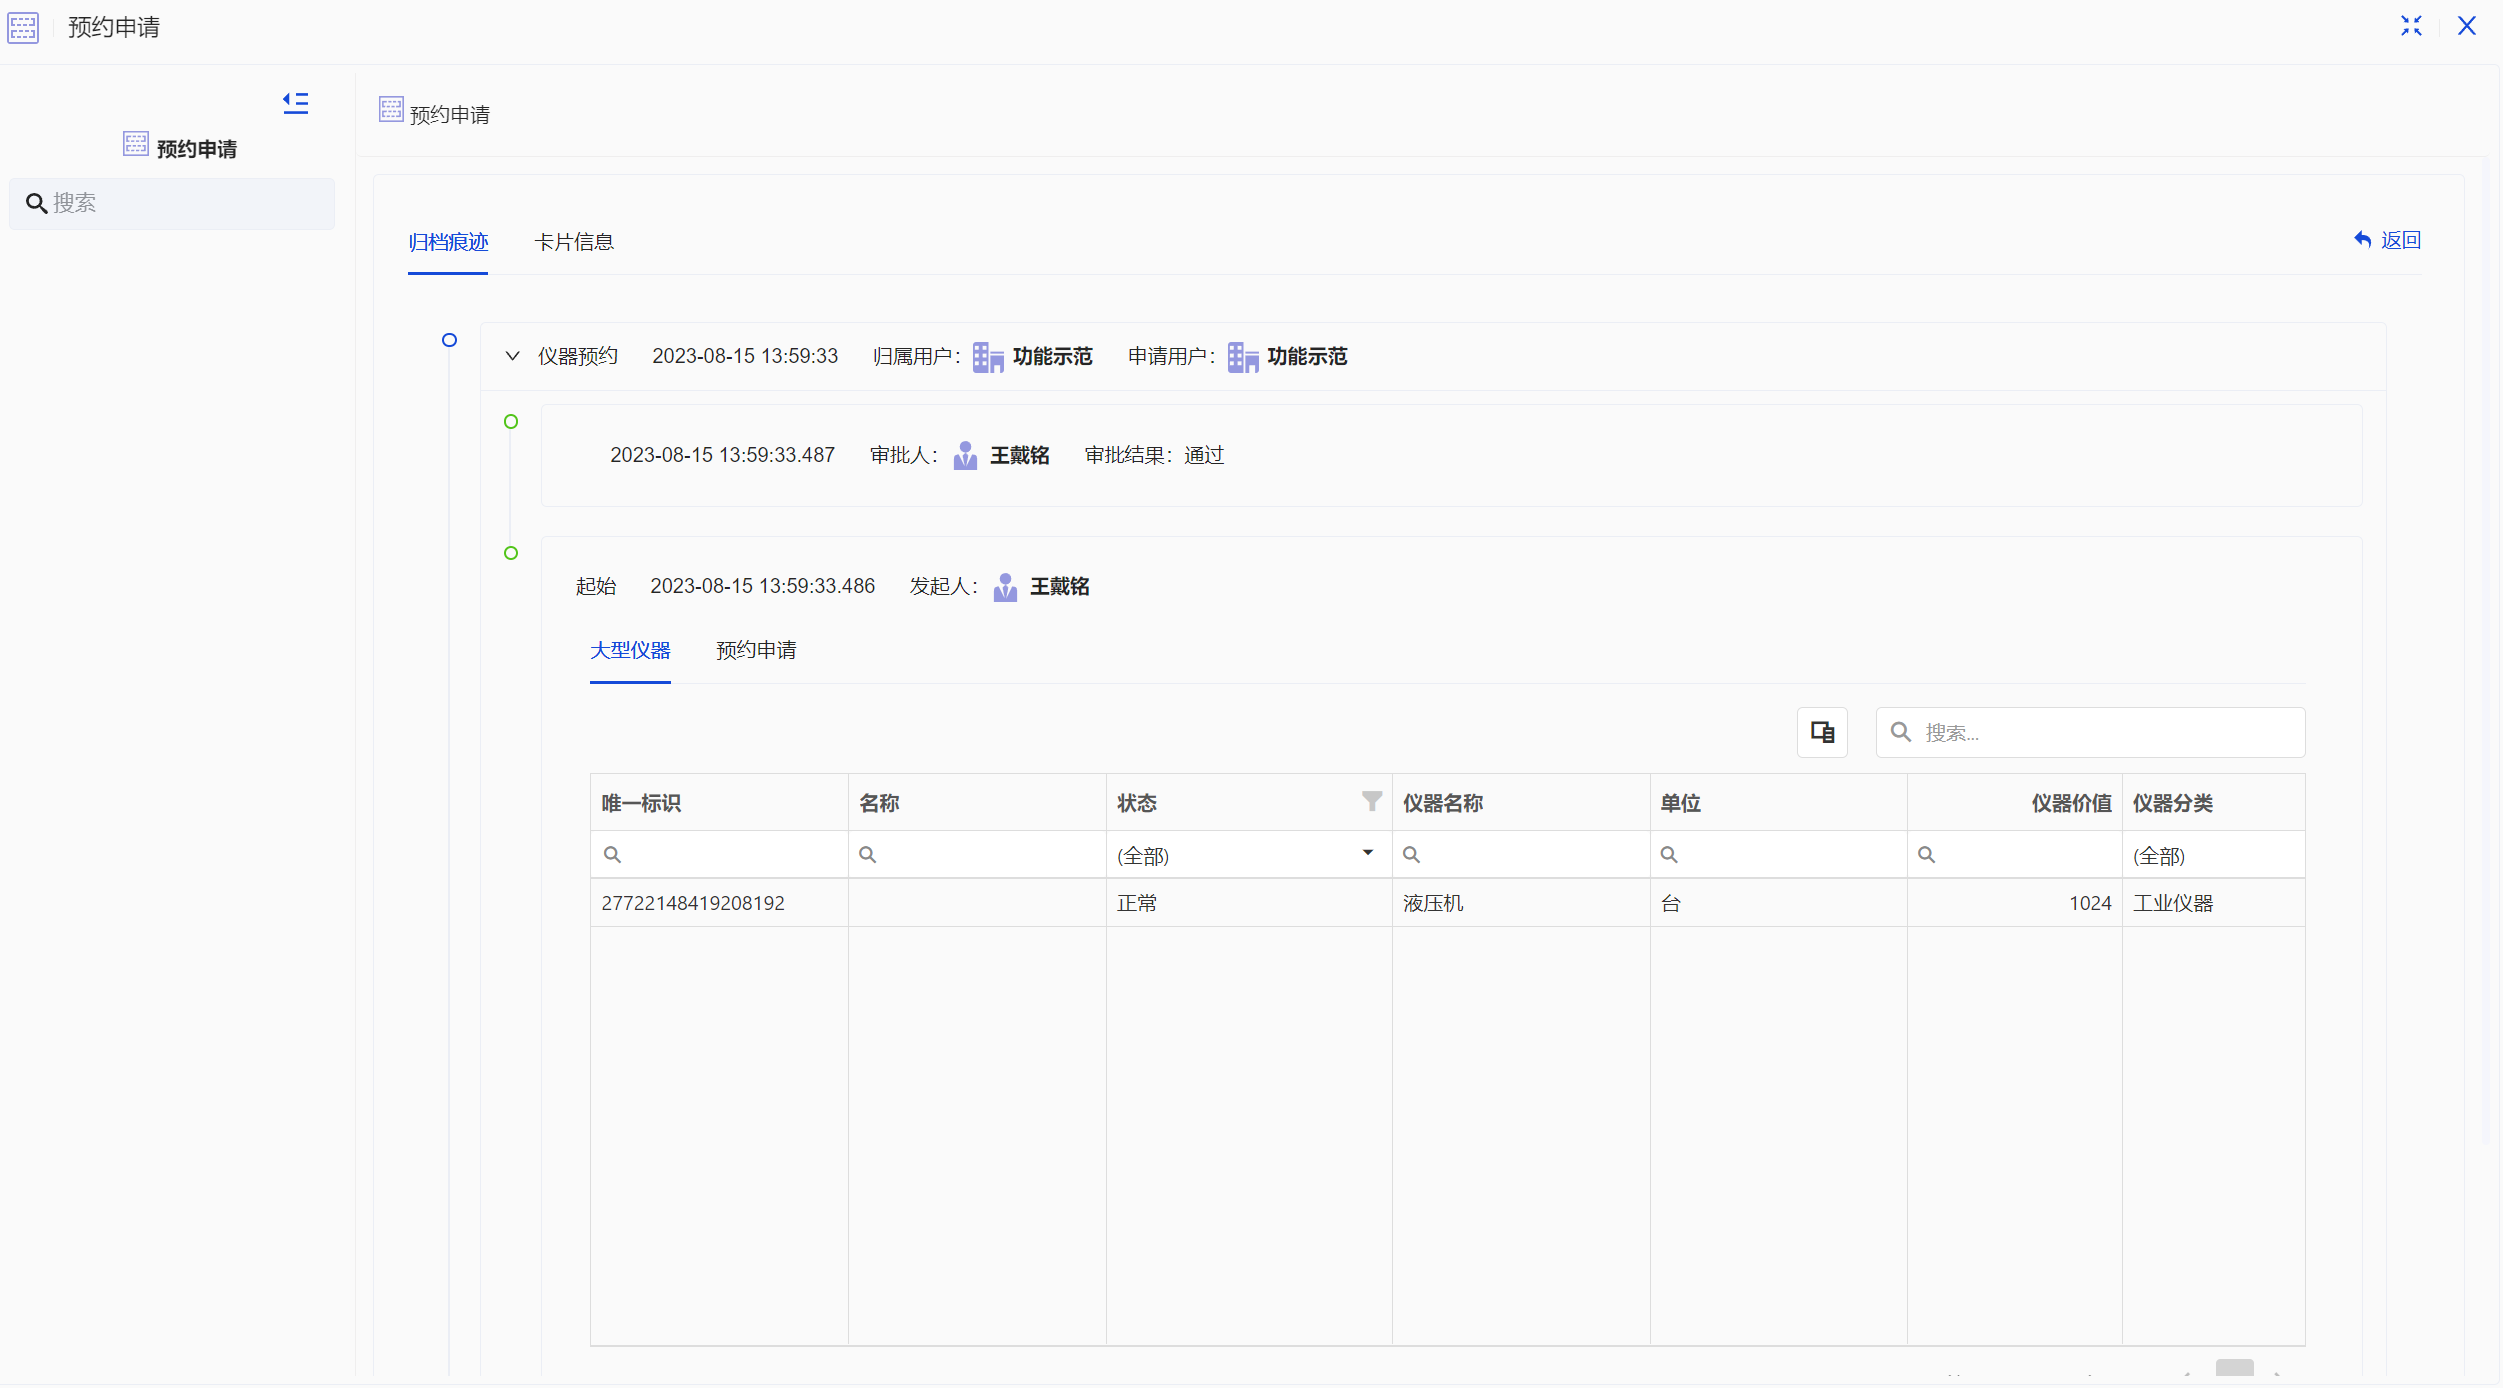 预约申请
预约申请
搜索
预约申请
归档痕迹 卡片信息 返回
仪器预约 2023-08-15 13:59:33 归属用户： 功能示范 申请用户： 功能示范
2023-08-15 13:59:33.487 审批人： 王戴铭 审批结果：通过
起始 2023-08-15 13:59:33.486 发起人： 王戴铭
大型仪器 预约申请
搜索...
唯一标识 名称 状态 仪器名称 单位 仪器价值 仪器分类
(全部) (全部)
27722148419208192 正常 液压机 台 1024 工业仪器